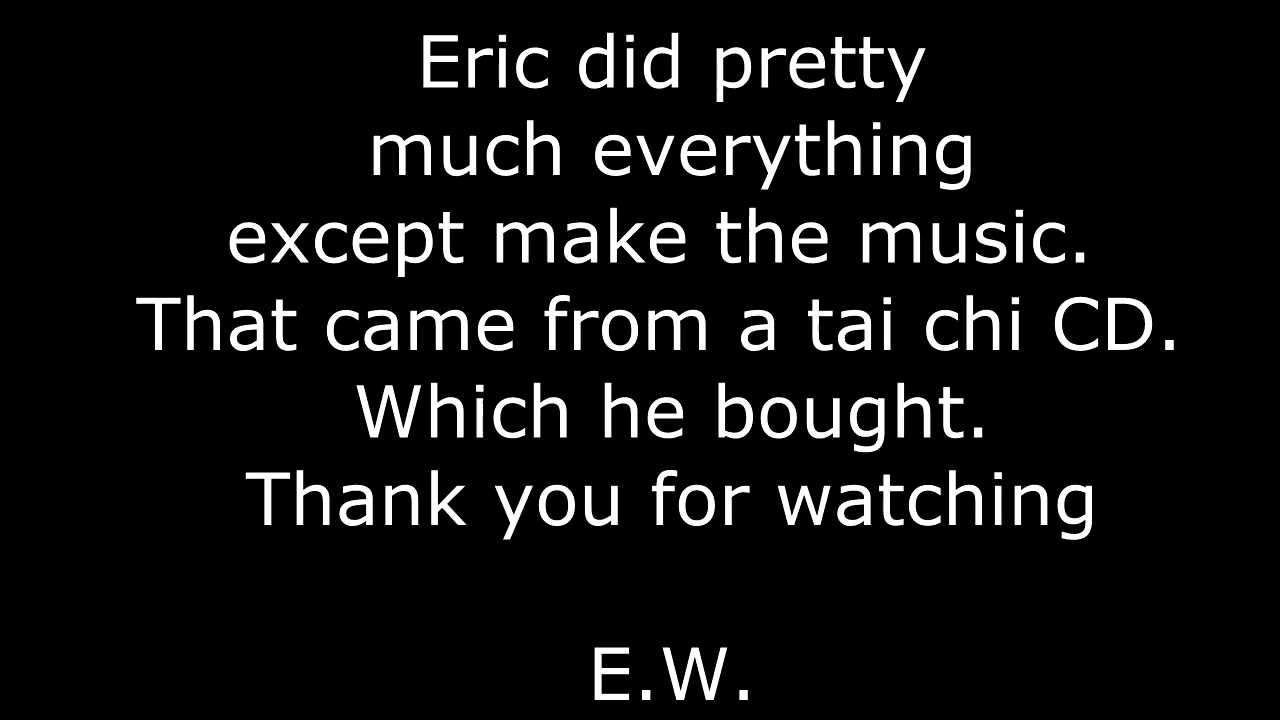 Eric did pretty
much everything
except make the music.
That came from a tai chi CD.
Which he bought.
Thank you for watching
E.W.